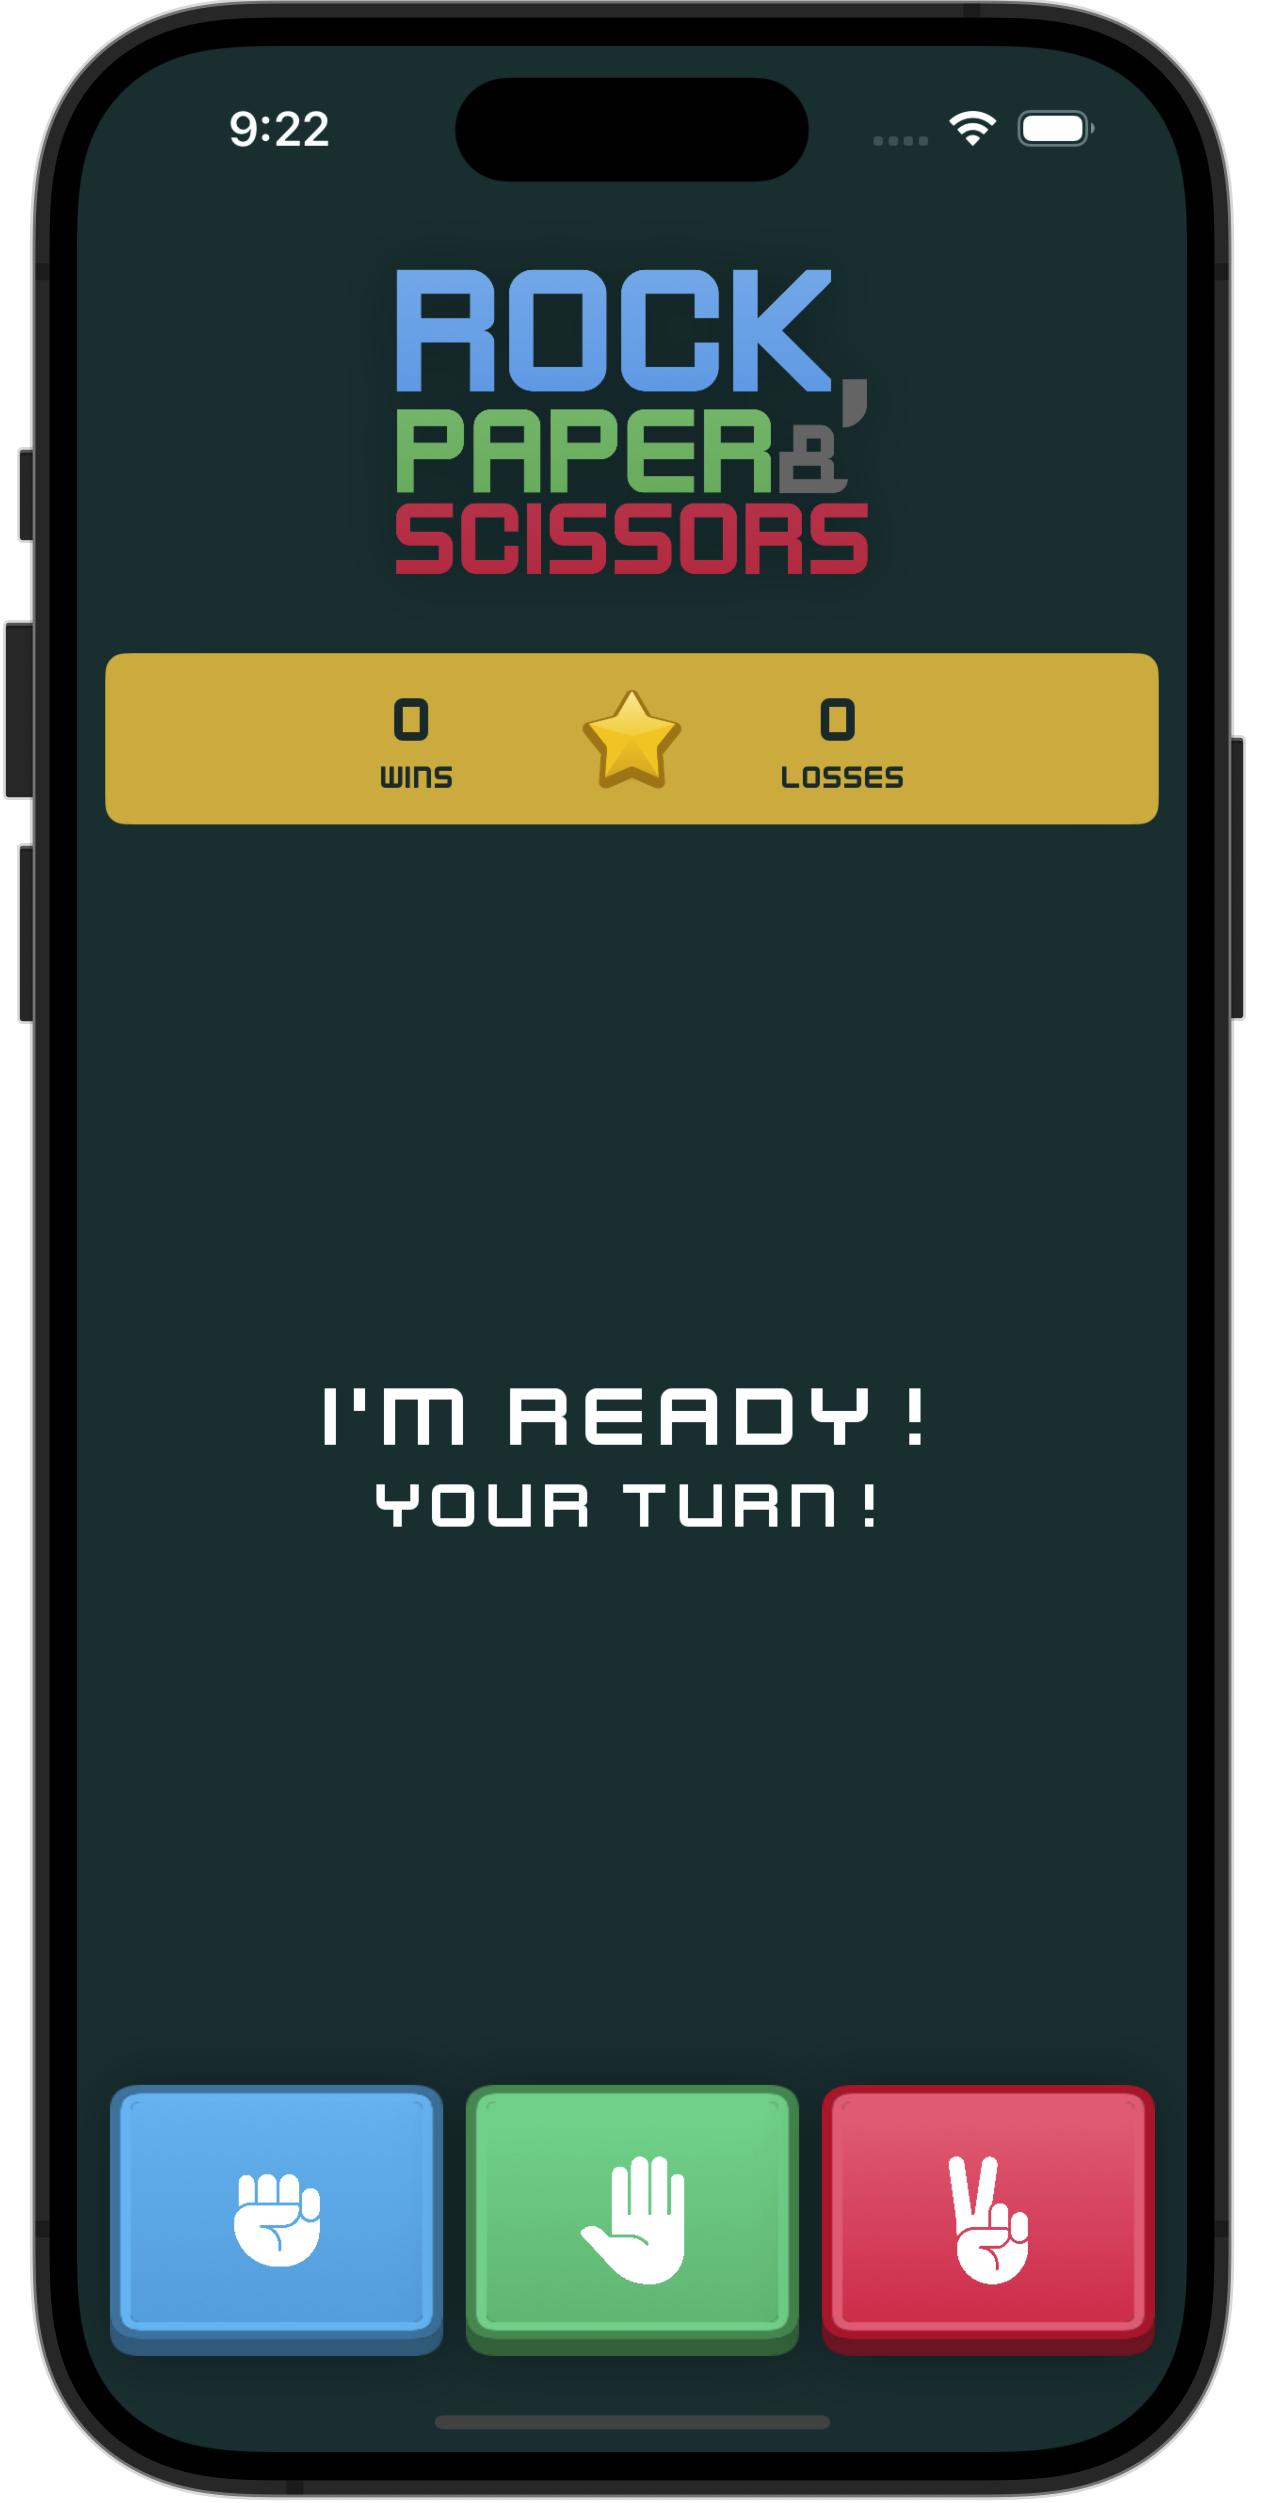 9:22
ROCK,
PAPER &
SCISSORS
0 0
WINS LOSSES
I'M READY !
YOUR TURN !